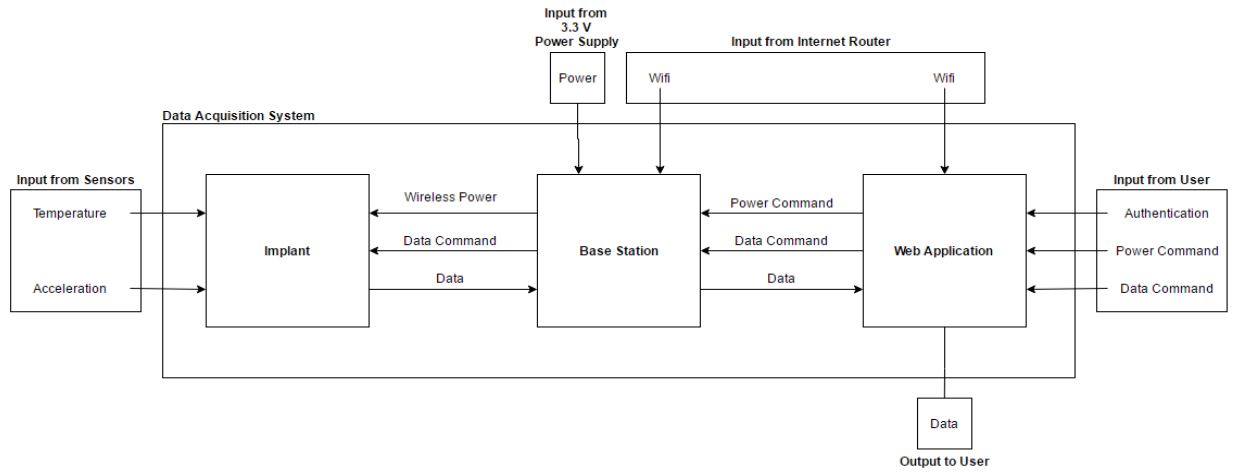 Input from
3.3 V
Power Supply
Input from Internet Router
Power
Wifi
Wifi
Data Acquisition System
Input from Sensors
Input from User
Temperature
Wireless Power
Power Command
Authentication
Implant
Data Command
Base Station
Data Command
Web Application
Power Command
Acceleration
Data
Data
Data Command
Data
Output to User